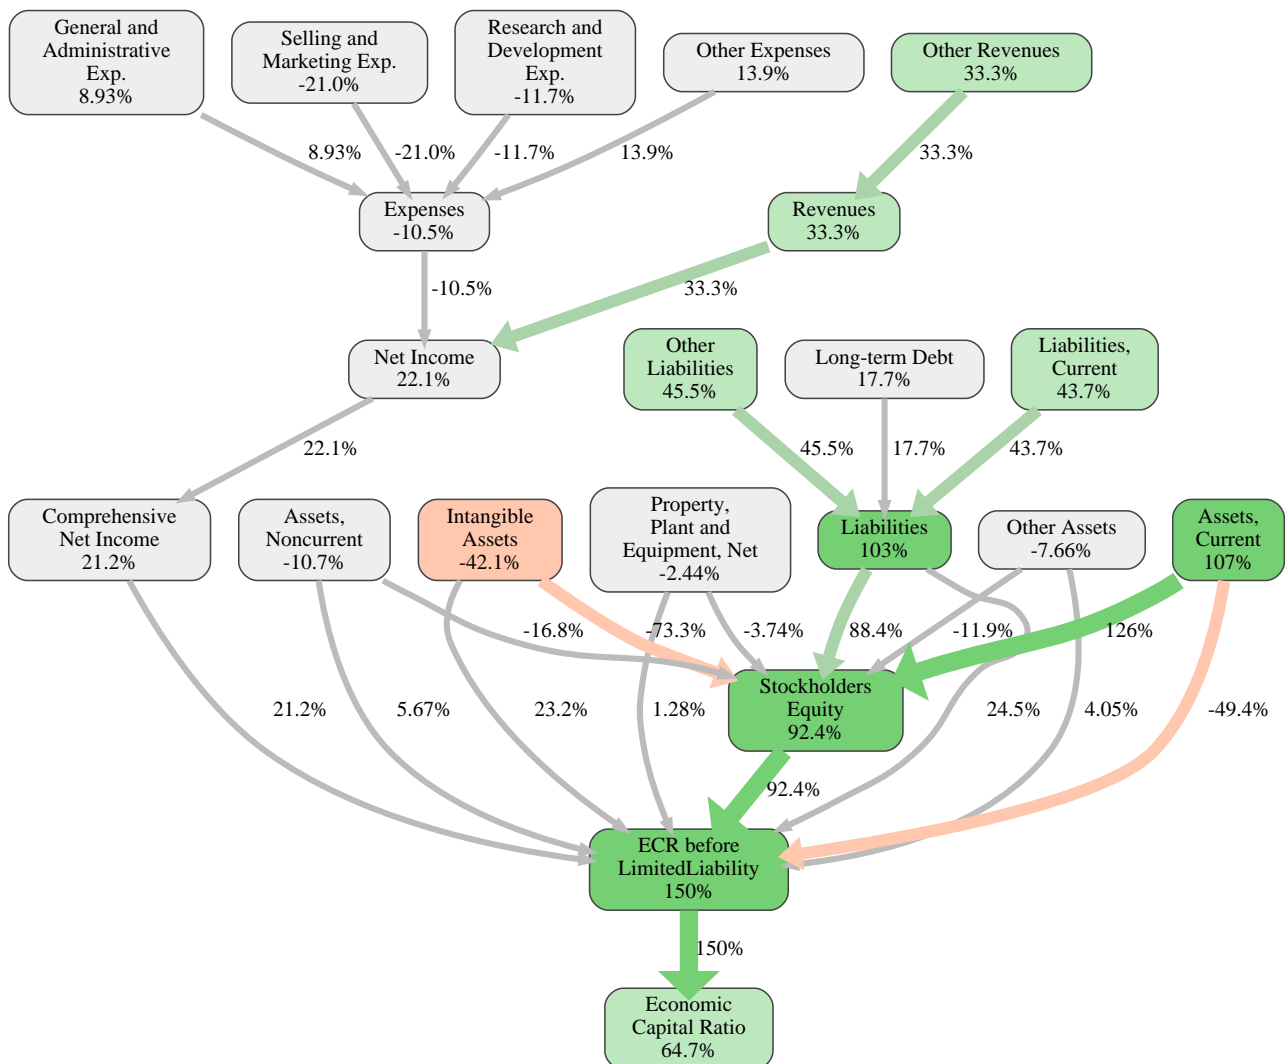 General and
Administrative
Exp.
8.93%
Selling and
Marketing Exp.
-21.0%
Research and
Development
Exp.
-11.7%
Other Expenses
13.9%
Other Revenues
33.3%
8.93%
-21.0%
-11.7%
13.9%
33.3%
Expenses
-10.5%
Revenues
33.3%
-10.5%
33.3%
Net Income
22.1%
Other
Liabilities
45.5%
Long-term Debt
17.7%
Liabilities,
Current
43.7%
22.1%
45.5%
17.7%
43.7%
Comprehensive
Net Income
21.2%
Assets,
Noncurrent
-10.7%
Intangible
Assets
-42.1%
Property,
Plant and
Equipment, Net
-2.44%
Liabilities
103%
Other Assets
-7.66%
Assets,
Current
107%
-16.8%
-73.3%
-3.74%
88.4%
-11.9%
126%
Stockholders
Equity
92.4%
21.2%
5.67%
23.2%
1.28%
24.5%
4.05%
-49.4%
92.4%
ECR before
LimitedLiability
150%
150%
Economic
Capital Ratio
64.7%